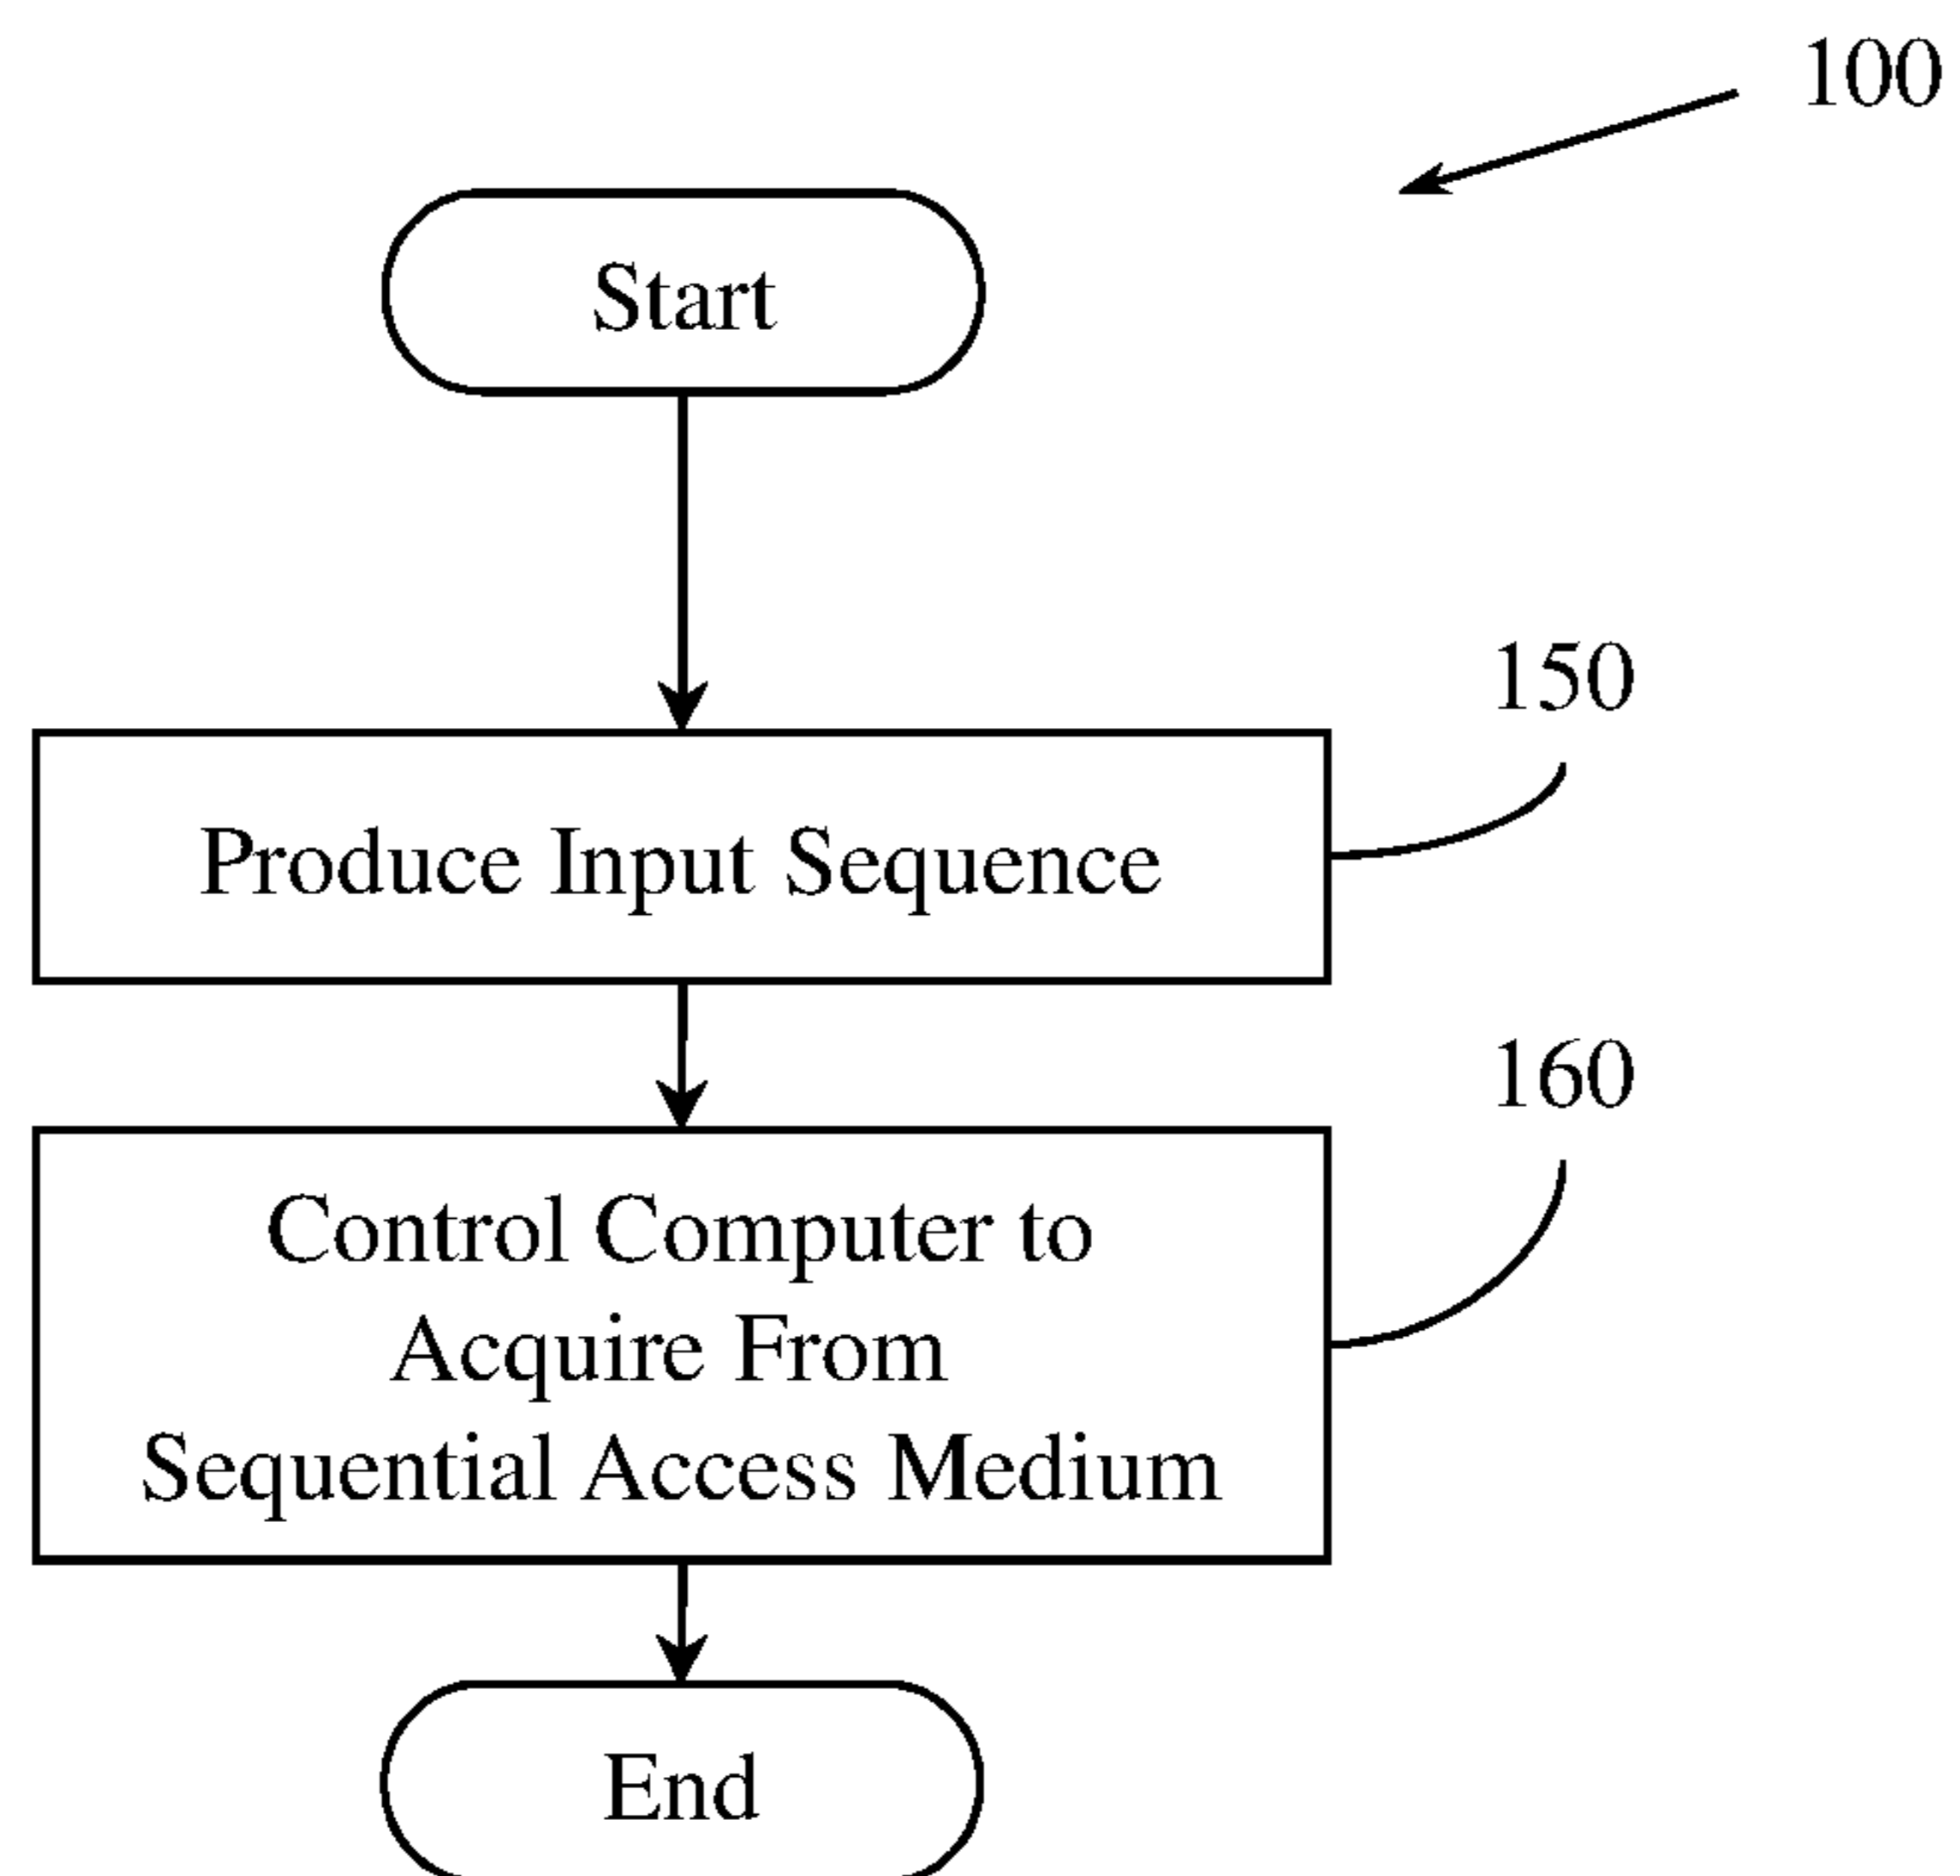 100
Start
150
Produce Input Sequence
160
Control Computer to
Acquire From
Sequential Access Medium
End